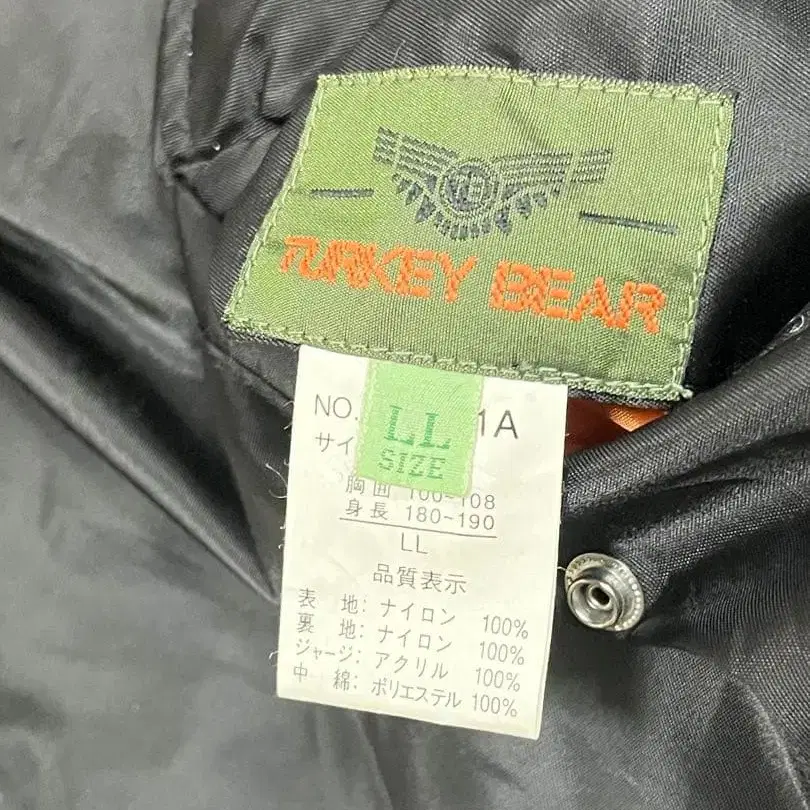 TURKEY BEAR
LL
SIZE
NO. 1A
サイ
胸囲 100~108
身長 180~190
LL
品質表示
表 地: ナイロン 100%
裏 地: ナイロン 100%
ジャージ: アクリル 100%
中 綿: ポリエステル 100%